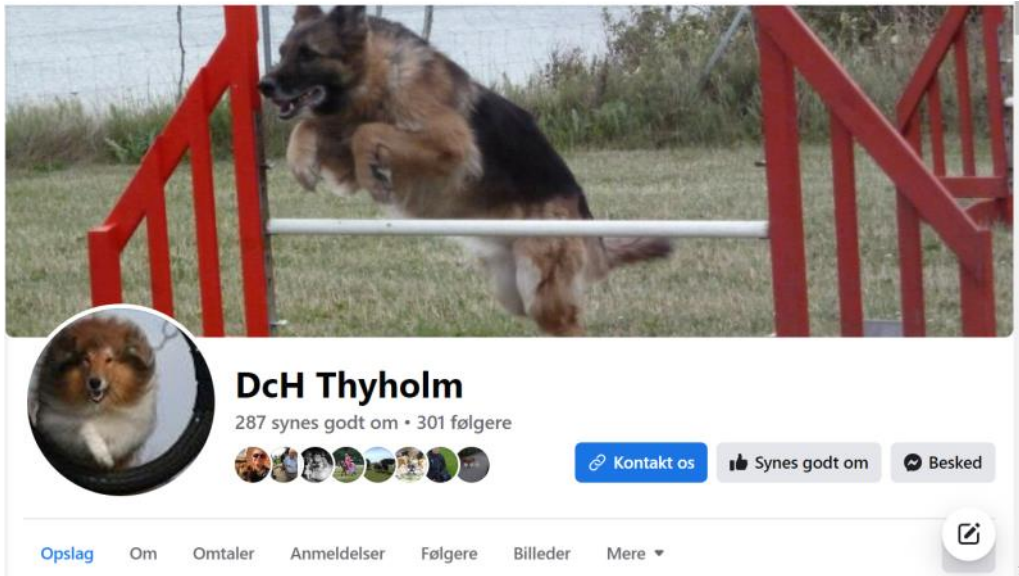 DcH Thyholm
287 synes godt om • 301 følgere
Kontakt os
Synes godt om
Besked
Opslag Om Omtaler Anmeldelser Følgere Billeder Mere